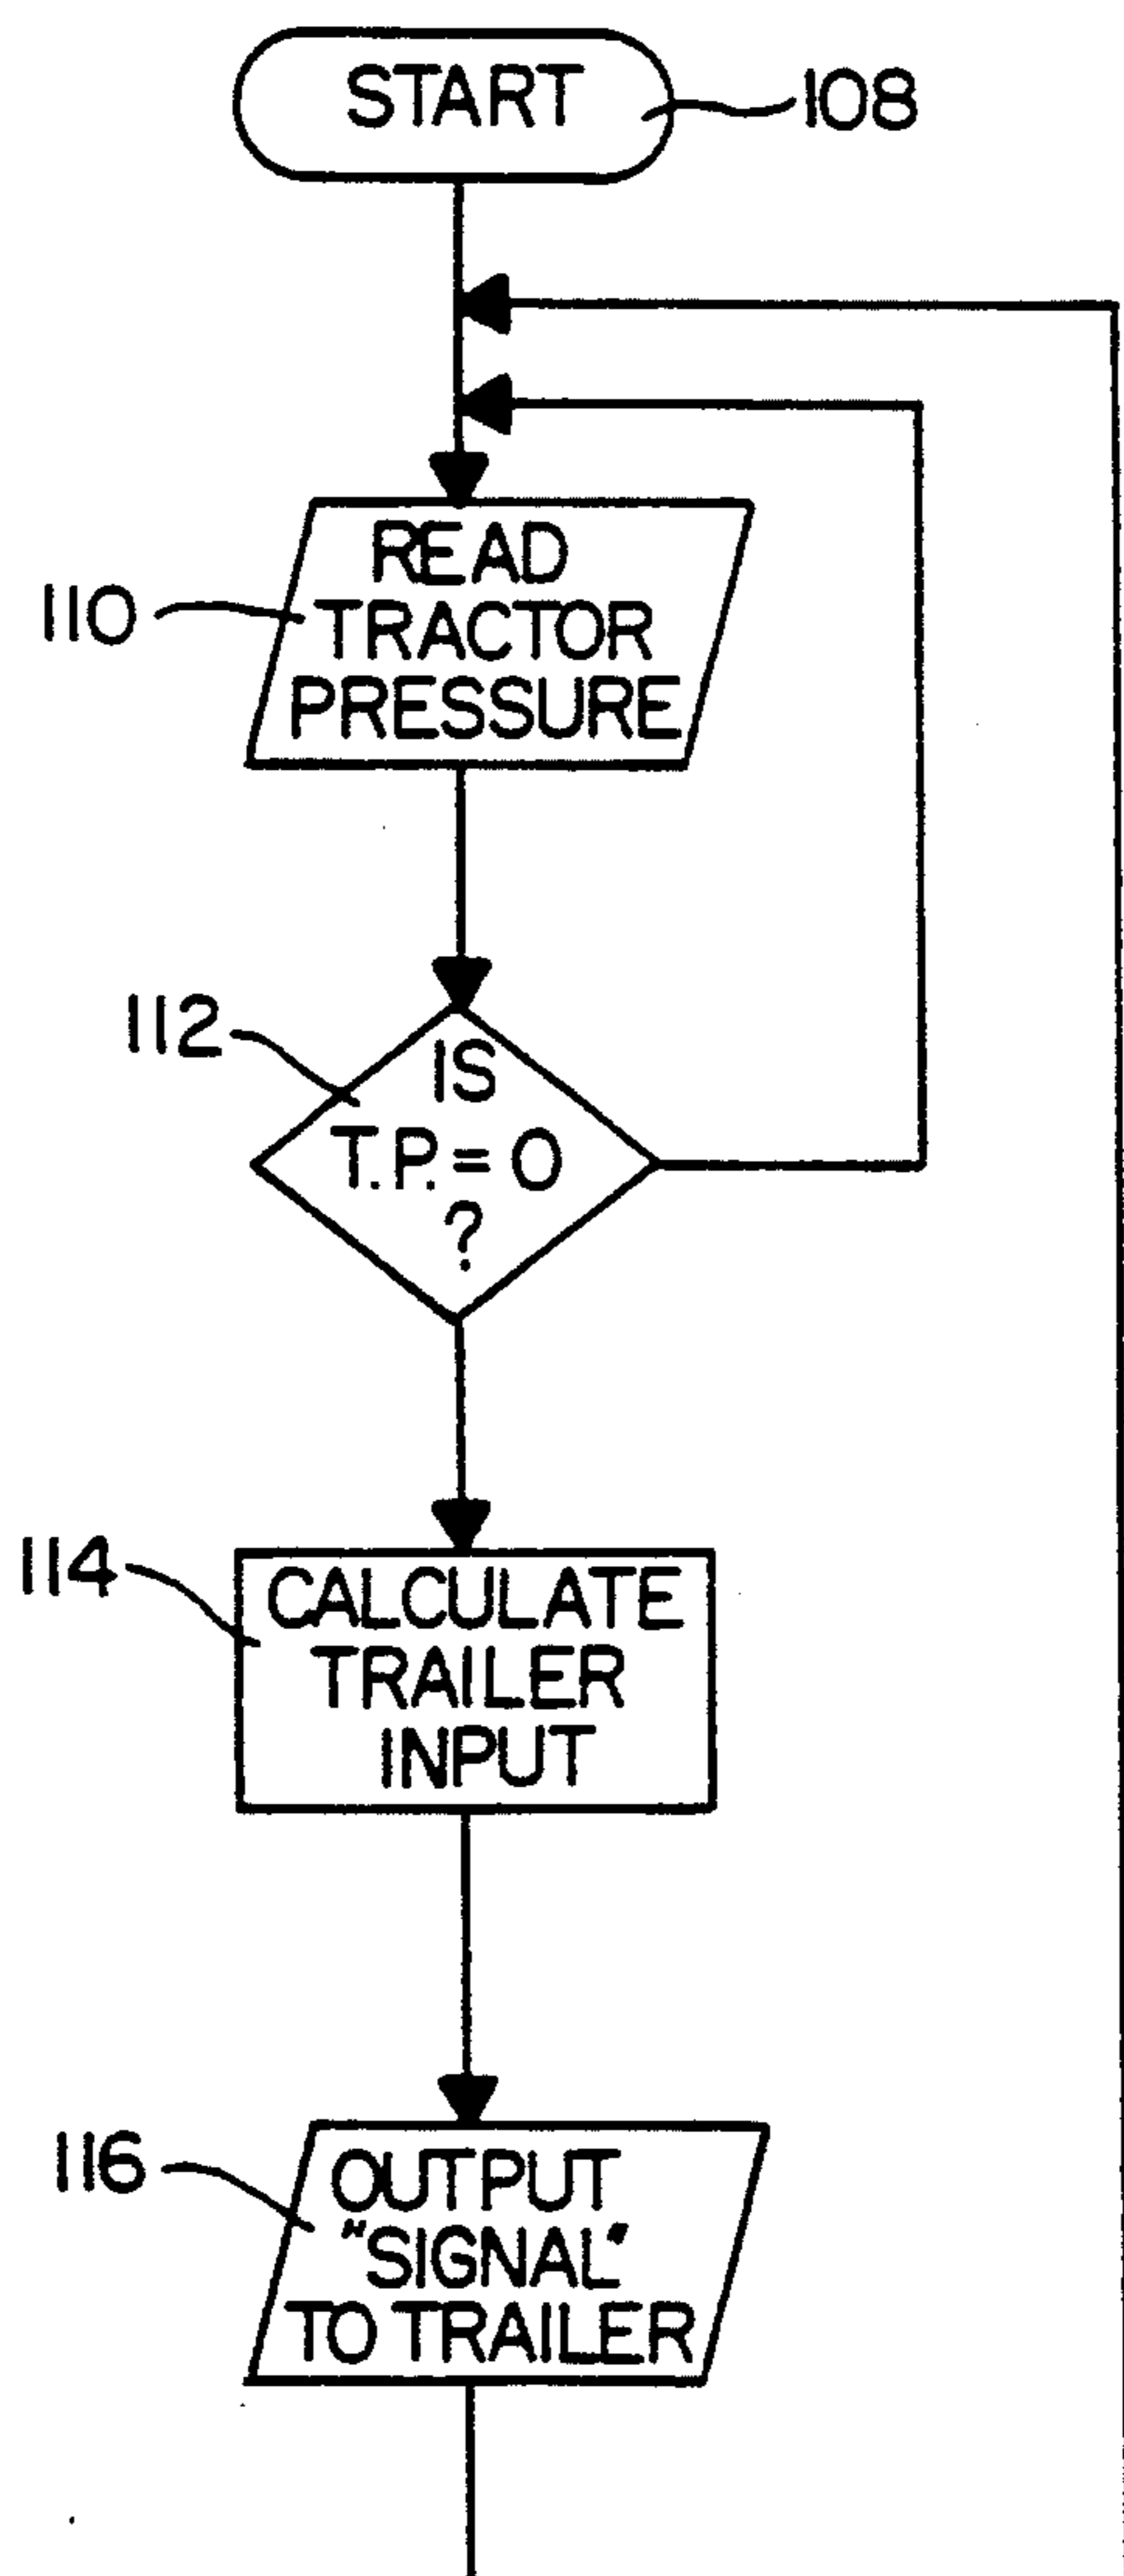 START
108
110
READ
TRACTOR
PRESSURE
112
IS
T.P. = 0
?
114
CALCULATE
TRAILER
INPUT
116
OUTPUT
"SIGNAL"
TO TRAILER